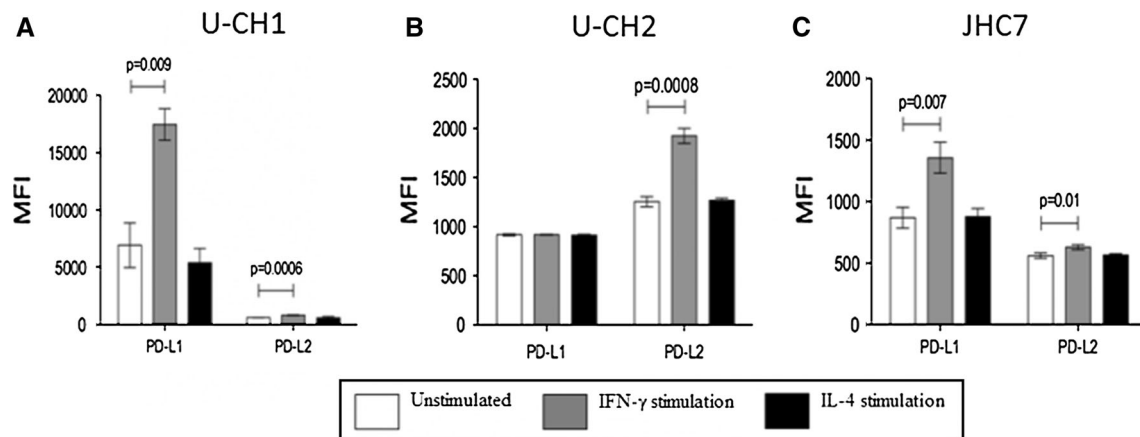 A
U-CH1
B
U-CH2
C
JHC7
MFI
20000
15000
10000
5000
0
p=0.009
p=0.0006
PD-L1
PD-L2
MFI
2500
2000
1500
1000
500
0
p=0.0008
PD-L1
PD-L2
MFI
2000
1500
1000
500
0
p=0.007
p=0.01
PD-L1
PD-L2
Unstimulated
IFN-γ stimulation
IL-4 stimulation